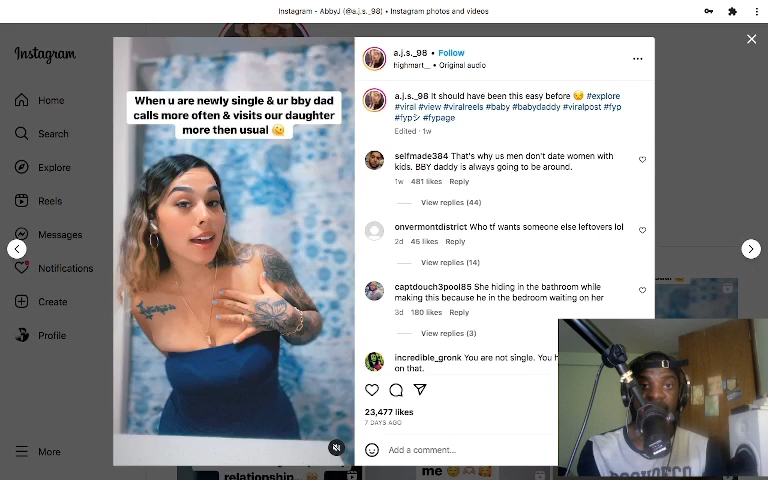 Instagram - AbbyJ (@a.j.s._98) • Instagram photos and videos
Instagram
Home
Search
Explore
Reels
Messages
Notifications
Create
Profile
More
When u are newly single & ur bby dad
calls more often & visits our daughter
more then usual
a.j.s._98 • Follow
highmart__ • Original audio
a.j.s._98 It should have been this easy before 😏 #explore
#viral #view #viralreels #baby #babydaddy #viralpost #fyp
#fypシ #fypage
Edited · 1w
selfmade384 That's why us men don't date women with
kids. BBY daddy is always going to be around.
1w 481 likes Reply
View replies (44)
onvermontdistrict Who tf wants someone else leftovers lol
2d 45 likes Reply
View replies (14)
captdouch3pool85 She hiding in the bathroom while
making this because he in the bedroom waiting on her
3d 180 likes Reply
View replies (3)
incredible_gronk You are not single. You h
on that.
23,477 likes
7 DAYS AGO
Add a comment...
relationship...
me